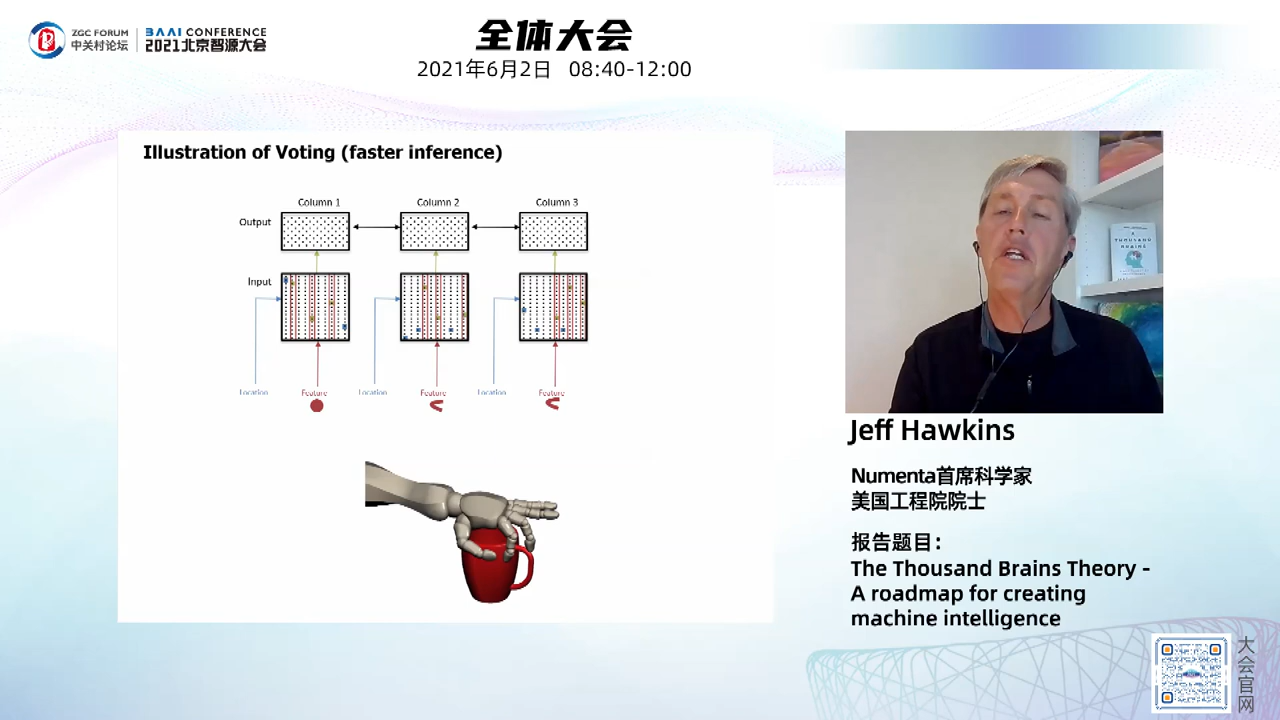 ZGC FORUM
中关村论坛
BAAI CONFERENCE
2021北京智源大会
全体大会
2021年6月2日 08:40-12:00
Illustration of Voting (faster inference)
Column 1 Column 2 Column 3
Output
Input
Location Feature Location Feature Location Feature
A THOUSAND BRAINS
Jeff Hawkins
Numenta首席科学家
美国工程院院士
报告题目：
The Thousand Brains Theory -
A roadmap for creating
machine intelligence
大会官网